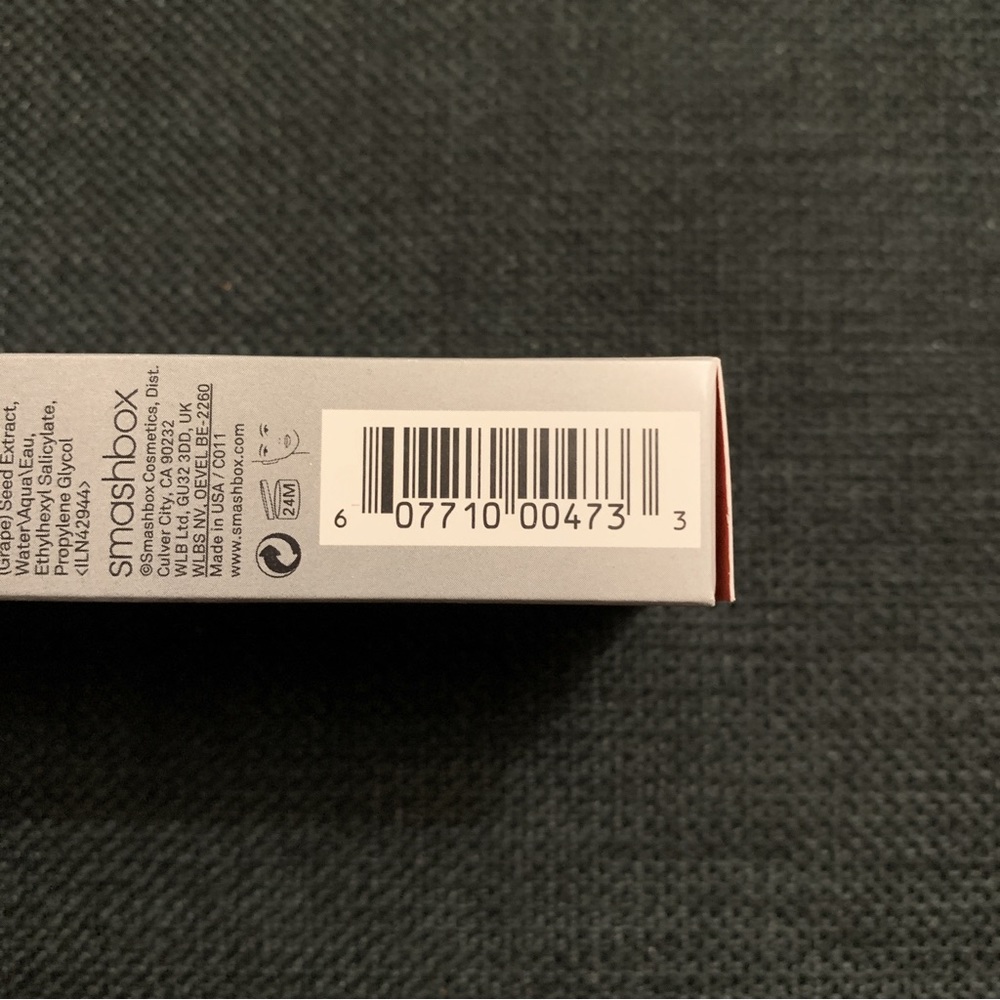 (Grape) Seed Extract,
Water\Aqua\Eau,
Ethylhexyl Salicylate,
Propylene Glycol
<ILN42944>
smashbox
©Smashbox Cosmetics, Dist.
Culver City, CA 90232
WLB Ltd, GU32 3DD, UK
WLBS NV, OEVEL BE-2260
Made in USA / C011
www.smashbox.com
24M
6 07710 00473 3